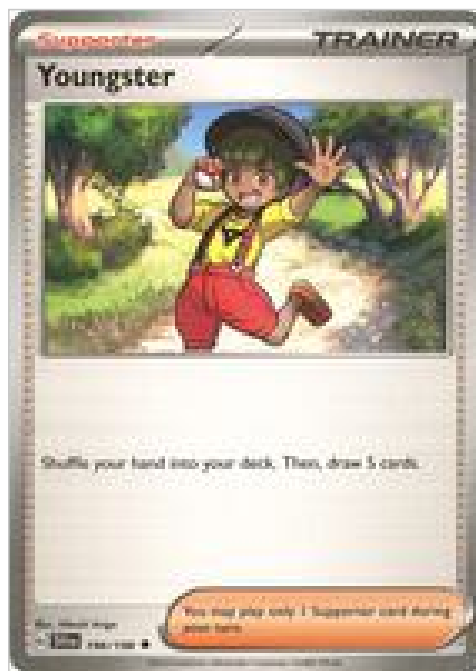 Supporter
TRAINER
Youngster
Shuffle your hand into your deck. Then, draw 5 cards.
You may play only 1 Supporter card during
your turn.